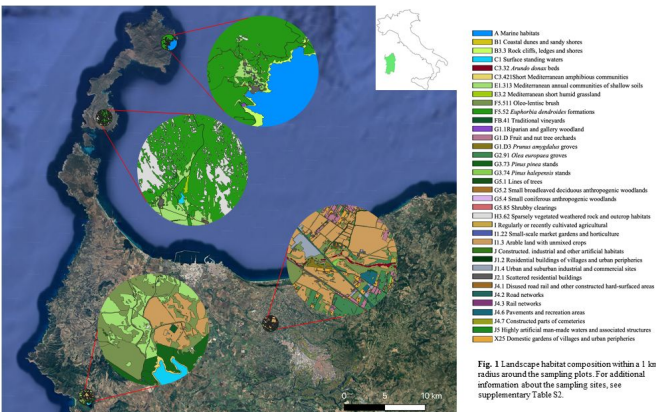 A Marine habitats
B1 Coastal dunes and sandy shores
B3.3 Rock cliffs, ledges and shores
C1 Surface standing waters
C3.32 Arundo donax beds
C3.421Short Mediterranean amphibious communities
E1.313 Mediterranean annual communities of shallow soils
E3.2 Mediterranean short humid grassland
F5.511 Oleo-lentisc brush
F5.52 Euphorbia dendroides formations
FB.41 Traditional vineyards
G1.1Riparian and gallery woodland
G1.D Fruit and nut tree orchards
G1.D3 Prunus amygdalus groves
G2.91 Olea europaea groves
G3.73 Pinus pinea stands
G3.74 Pinus halepensis stands
G5.1 Lines of trees
G5.2 Small broadleaved deciduous anthropogenic woodlands
G5.4 Small coniferous anthropogenic woodlands
G5.85 Shrubby clearings
H3.62 Sparsely vegetated weathered rock and outcrop habitats
I Regularly or recently cultivated agricultural
I1.22 Small-scale market gardens and horticulture
I1.3 Arable land with unmixed crops
J Constructed, industrial and other artificial habitats
J1.2 Residential buildings of villages and urban peripheries
J1.4 Urban and suburban industrial and commercial sites
J2.1 Scattered residential buildings
J4.1 Disused road rail and other constructed hard-surfaced areas
J4.2 Road networks
J4.3 Rail networks
J4.6 Pavements and recreation areas
J4.7 Constructed parts of cemeteries
J5 Highly artificial man-made waters and associated structures
X25 Domestic gardens of villages and urban peripheries
0 5 10 km
Fig. 1 Landscape habitat composition within a 1 km
radius around the sampling plots. For additional
information about the sampling sites, see
supplementary Table S2.